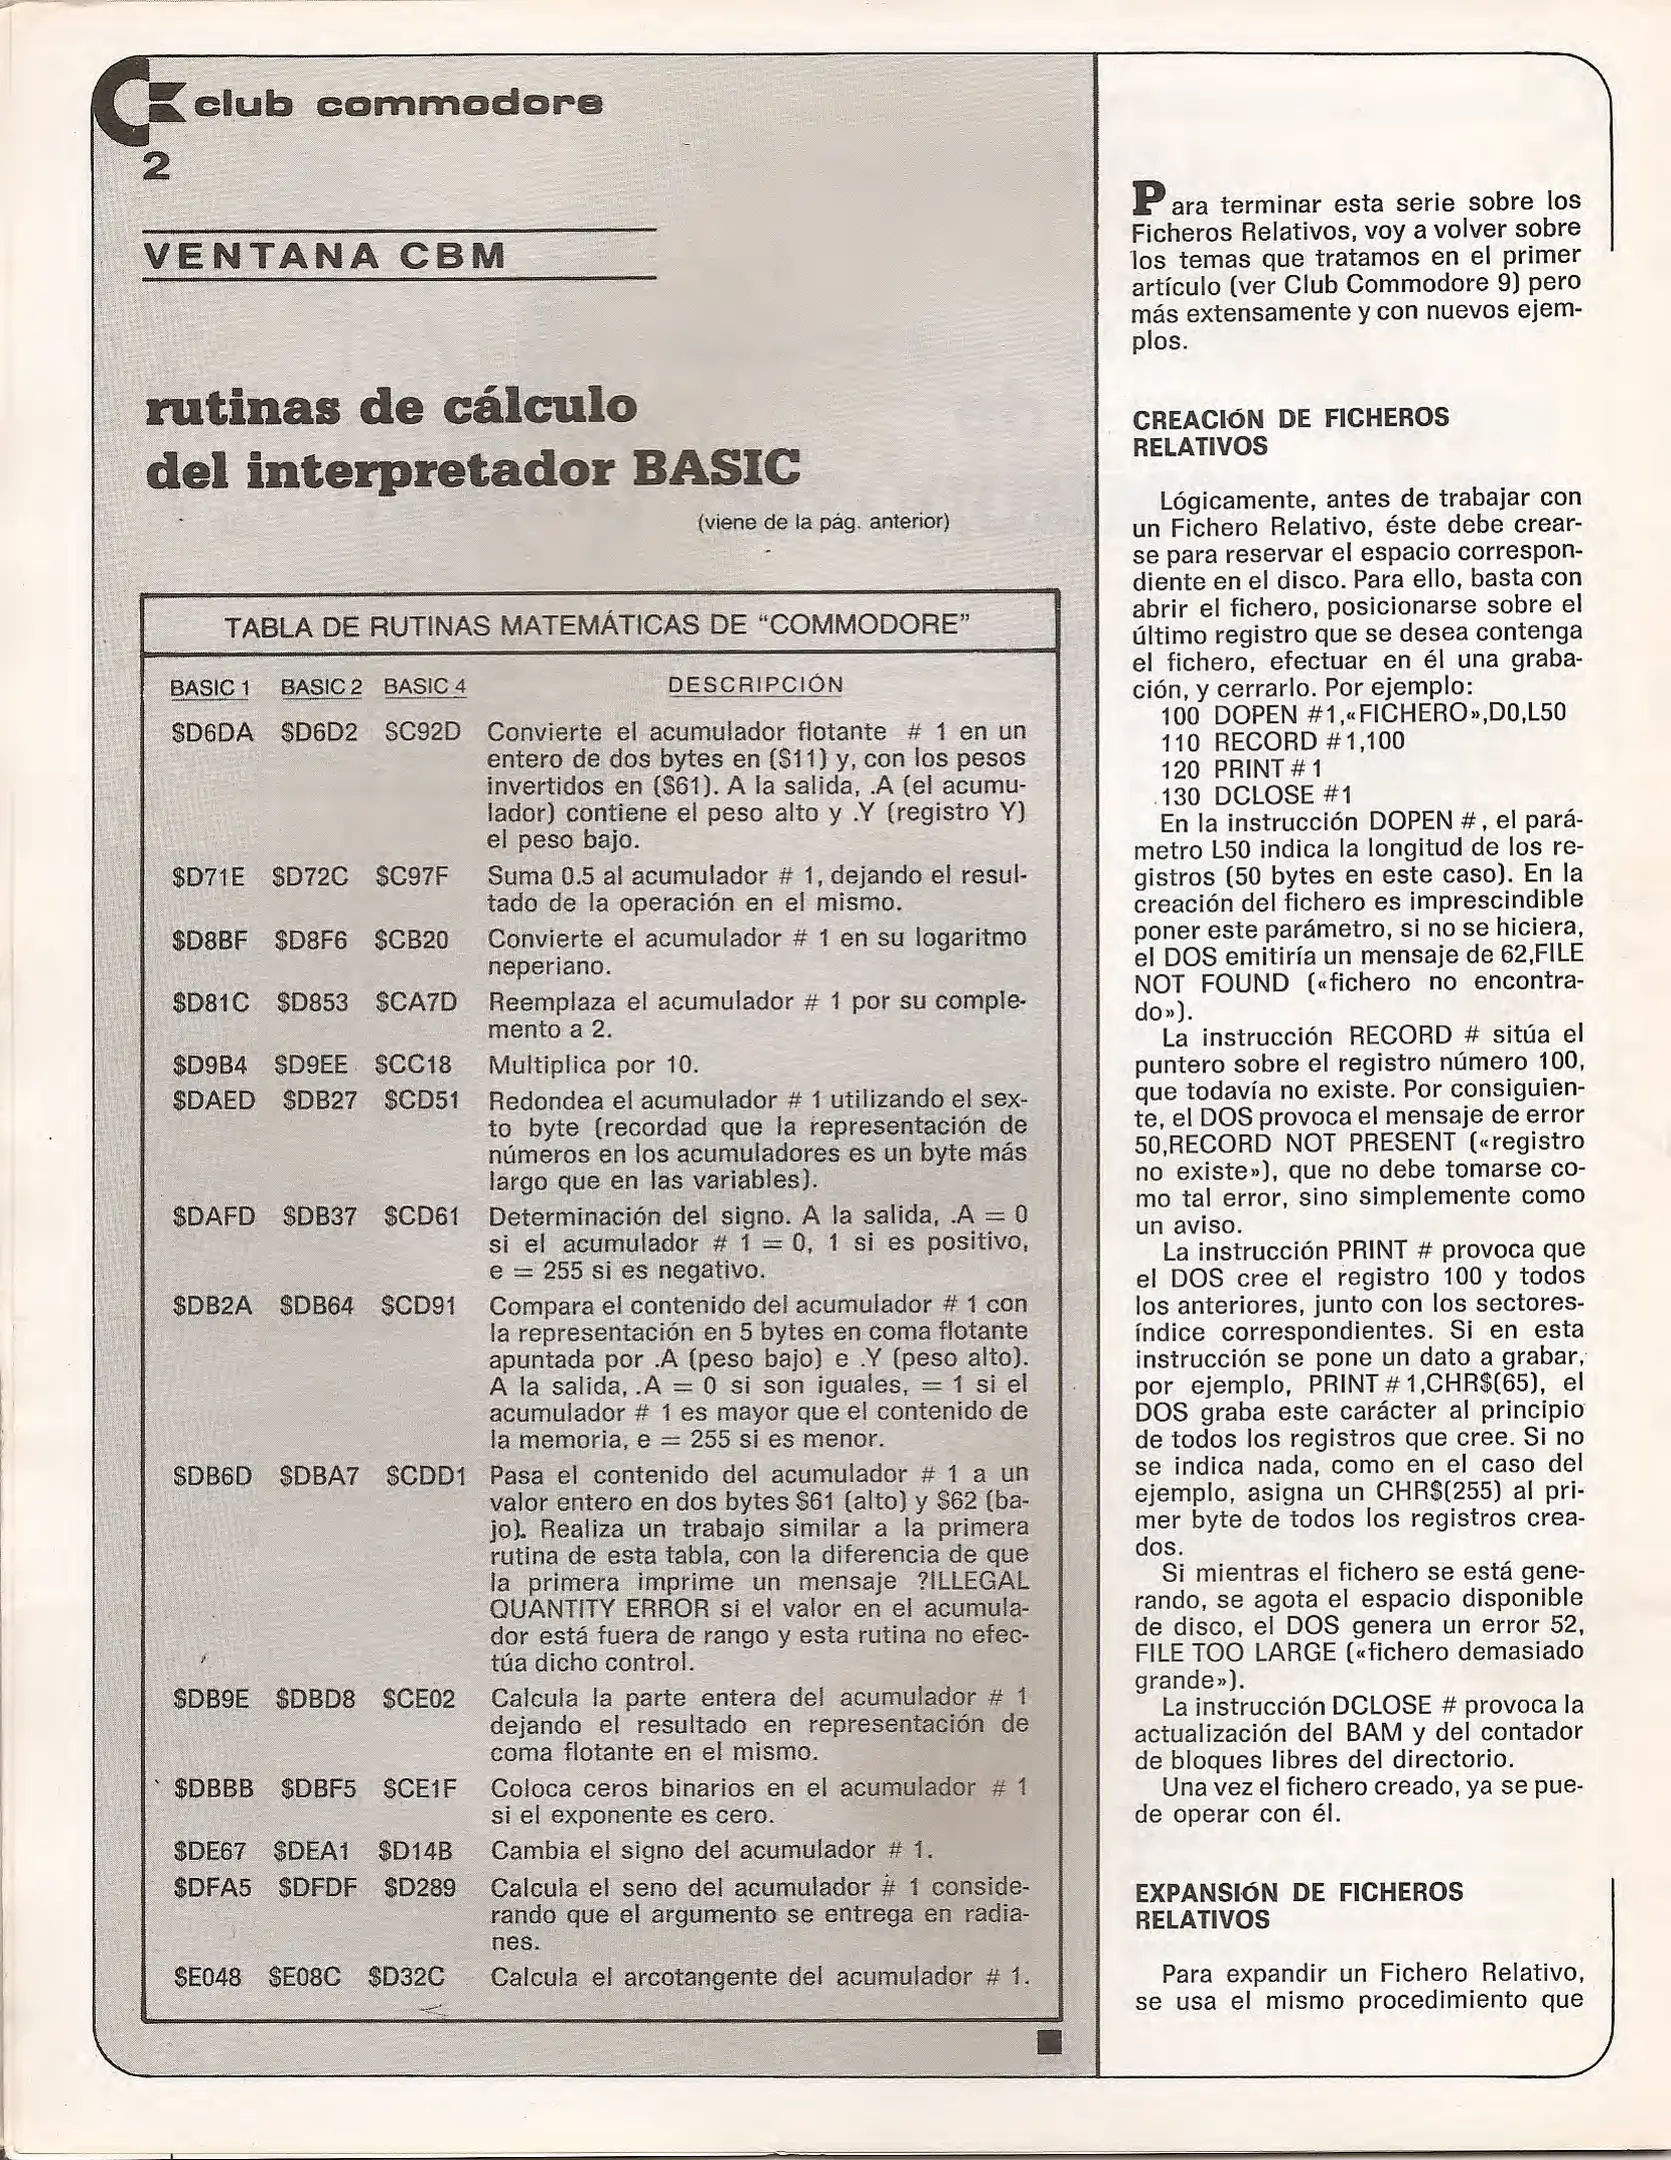 club commodore
2
VENTANA CBM
rutinas de cálculo
del interpretador BASIC
(viene de la pág. anterior)
TABLA DE RUTINAS MATEMÁTICAS DE "COMMODORE"
BASIC 1 BASIC 2 BASIC 4 DESCRIPCIÓN
$D6DA $D6D2 $C92D Convierte el acumulador flotante # 1 en un
entero de dos bytes en ($11) y, con los pesos
invertidos en ($61). A la salida, .A (el acumu-
lador) contiene el peso alto y .Y (registro Y)
el peso bajo.
$D71E $D72C $C97F Suma 0.5 al acumulador # 1, dejando el resul-
tado de la operación en el mismo.
$D8BF $D8F6 $CB20 Convierte el acumulador # 1 en su logaritmo
neperiano.
$D81C $D853 $CA7D Reemplaza el acumulador # 1 por su comple-
mento a 2.
$D9B4 $D9EE $CC18 Multiplica por 10.
$DAED $DB27 $CD51 Redondea el acumulador # 1 utilizando el sex-
to byte (recordad que la representación de
números en los acumuladores es un byte más
largo que en las variables).
$DAFD $DB37 $CD61 Determinación del signo. A la salida, .A = 0
si el acumulador # 1 = 0, 1 si es positivo,
e = 255 si es negativo.
$DB2A $DB64 $CD91 Compara el contenido del acumulador # 1 con
la representación en 5 bytes en coma flotante
apuntada por .A (peso bajo) e .Y (peso alto).
A la salida, .A = 0 si son iguales, = 1 si el
acumulador # 1 es mayor que el contenido de
la memoria, e = 255 si es menor.
$DB6D $DBA7 $CDD1 Pasa el contenido del acumulador # 1 a un
valor entero en dos bytes $61 (alto) y $62 (ba-
jo). Realiza un trabajo similar a la primera
rutina de esta tabla, con la diferencia de que
la primera imprime un mensaje ?ILLEGAL
QUANTITY ERROR si el valor en el acumula-
dor está fuera de rango y esta rutina no efec-
túa dicho control.
$DB9E $DBD8 $CE02 Calcula la parte entera del acumulador # 1
dejando el resultado en representación de
coma flotante en el mismo.
$DBBB $DBF5 $CE1F Coloca ceros binarios en el acumulador # 1
si el exponente es cero.
$DE67 $DEA1 $D14B Cambia el signo del acumulador # 1.
$DFA5 $DFDF $D289 Calcula el seno del acumulador # 1 conside-
rando que el argumento se entrega en radia-
nes.
$E048 $E08C $D32C Calcula el arcotangente del acumulador # 1.
Para terminar esta serie sobre los
Ficheros Relativos, voy a volver sobre
los temas que tratamos en el primer
artículo (ver Club Commodore 9) pero
más extensamente y con nuevos ejem-
plos.
CREACIÓN DE FICHEROS
RELATIVOS
Lógicamente, antes de trabajar con
un Fichero Relativo, éste debe crear-
se para reservar el espacio correspon-
diente en el disco. Para ello, basta con
abrir el fichero, posicionarse sobre el
último registro que se desea contenga
el fichero, efectuar en él una graba-
ción, y cerrarlo. Por ejemplo:
100 DOPEN #1,«FICHERO»,D0,L50
110 RECORD #1,100
120 PRINT #1
130 DCLOSE #1
En la instrucción DOPEN #, el pará-
metro L50 indica la longitud de los re-
gistros (50 bytes en este caso). En la
creación del fichero es imprescindible
poner este parámetro, si no se hiciera,
el DOS emitiría un mensaje de 62,FILE
NOT FOUND («fichero no encontra-
do»).
La instrucción RECORD # sitúa el
puntero sobre el registro número 100,
que todavía no existe. Por consiguien-
te, el DOS provoca el mensaje de error
50,RECORD NOT PRESENT («registro
no existe»), que no debe tomarse co-
mo tal error, sino simplemente como
un aviso.
La instrucción PRINT # provoca que
el DOS cree el registro 100 y todos
los anteriores, junto con los sectores-
índice correspondientes. Si en esta
instrucción se pone un dato a grabar,
por ejemplo, PRINT #1,CHR$(65), el
DOS graba este carácter al principio
de todos los registros que cree. Si no
se indica nada, como en el caso del
ejemplo, asigna un CHR$(255) al pri-
mer byte de todos los registros crea-
dos.
Si mientras el fichero se está gene-
rando, se agota el espacio disponible
de disco, el DOS genera un error 52,
FILE TOO LARGE («fichero demasiado
grande»).
La instrucción DCLOSE # provoca la
actualización del BAM y del contador
de bloques libres del directorio.
Una vez el fichero creado, ya se pue-
de operar con él.
EXPANSIÓN DE FICHEROS
RELATIVOS
Para expandir un Fichero Relativo,
se usa el mismo procedimiento que